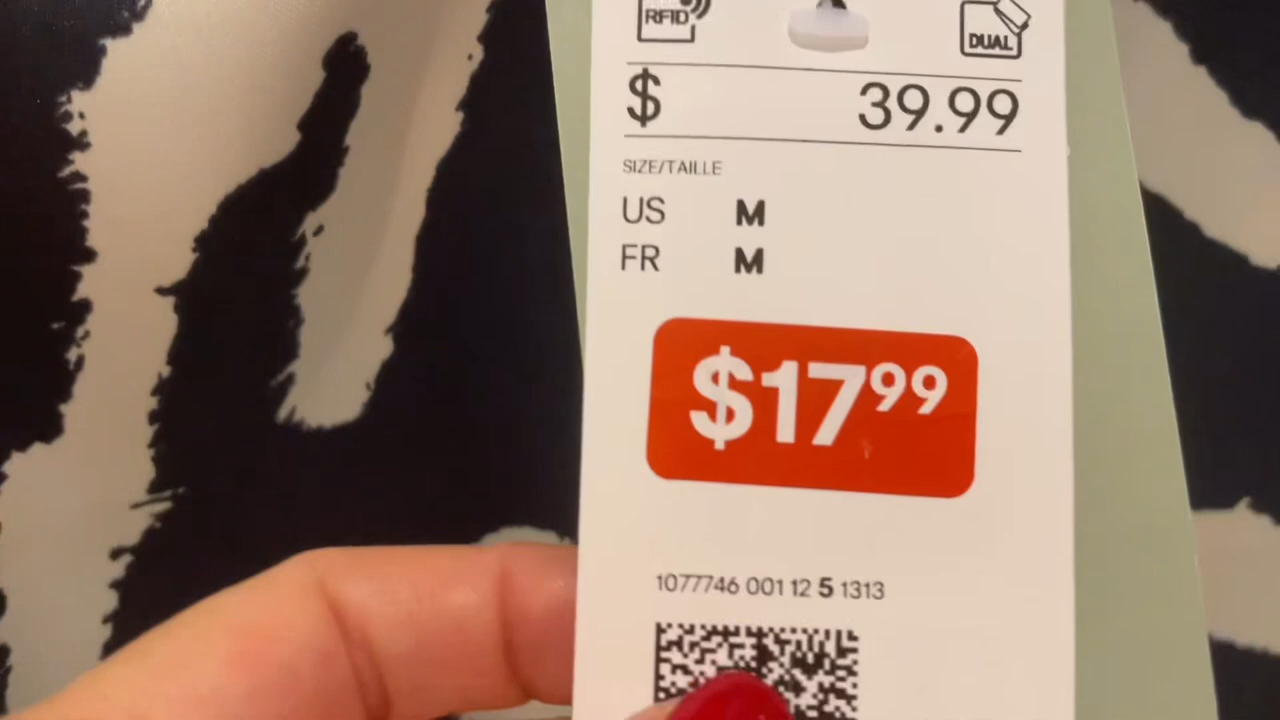 RFID
DUAL
$ 39.99
SIZE/TAILLE
US M
FR M
$17.99
1077746 001 12 5 1313